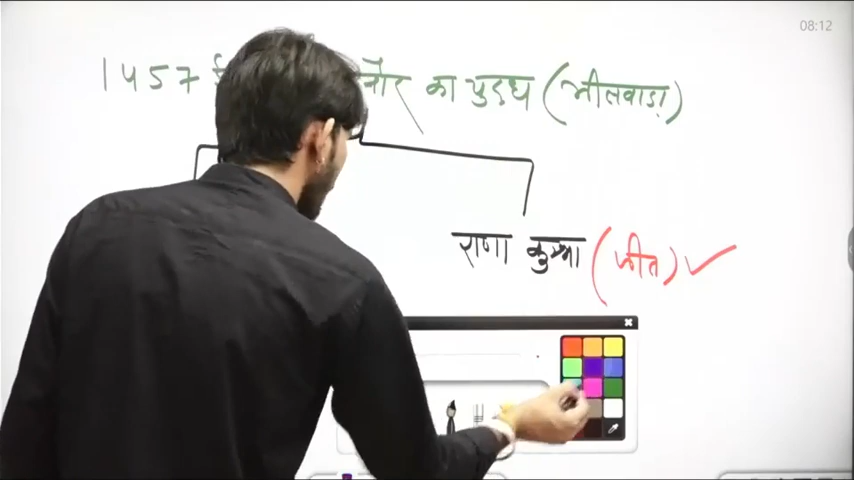 08:12
1457 का युद्ध (भीलवाडा)
राणा कुम्भा (जीत) ✓